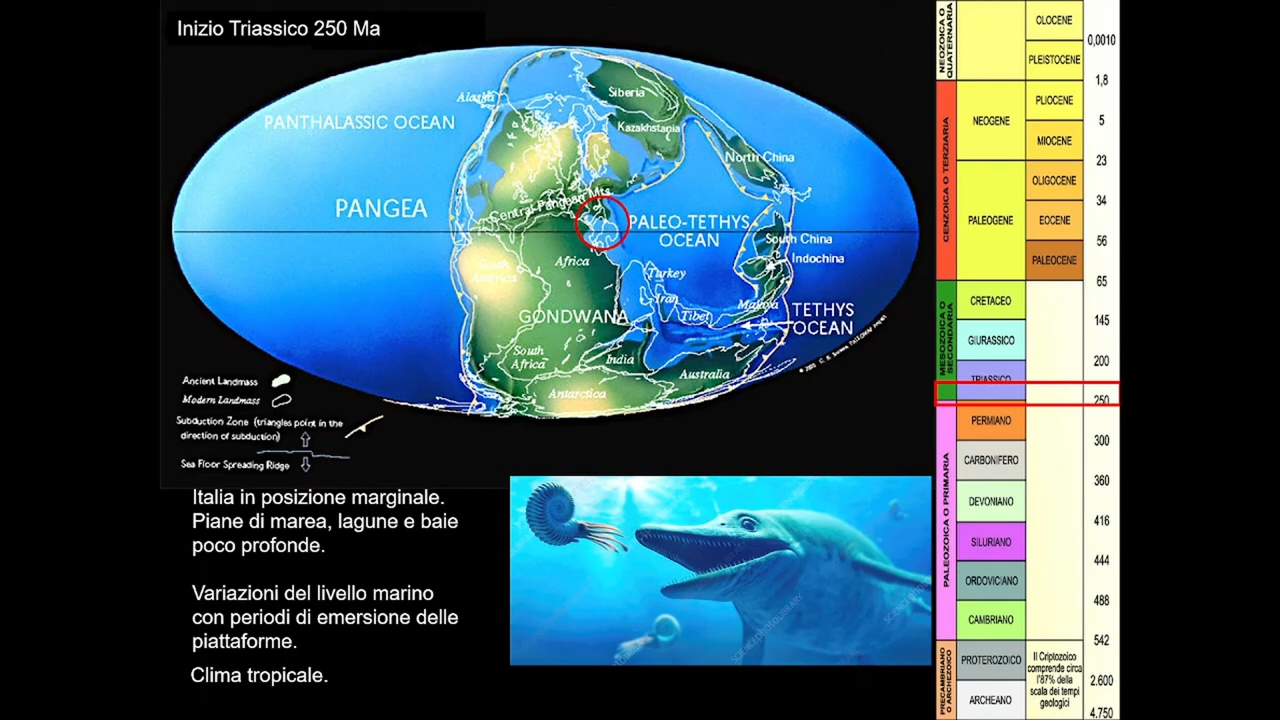 Inizio Triassico 250 Ma
Alaska
PANTHALASSIC OCEAN
Siberia
Kazakhstania
North China
PANGEA
Central Pangean Mts.
PALEO-TETHYS
OCEAN
South China
Indochina
South
America
Africa
Turkey
Iran
Tibet
Malaya
TETHYS
OCEAN
GONDWANA
South
Africa
India
Australia
Antarctica
Ancient Landmass
Modern Landmass
Subduction Zone (triangles point in the
direction of subduction)
Sea Floor Spreading Ridge
Italia in posizione marginale.
Piane di marea, lagune e baie
poco profonde.
Variazioni del livello marino
con periodi di emersione delle
piattaforme.
Clima tropicale.
NEOZOICA O
QUATERNARIA
OLOCENE
0,0010
PLEISTOCENE
1,8
CENZOICA O TERZIARIA
NEOGENE
PLIOCENE
5
MIOCENE
23
PALEOGENE
OLIGOCENE
34
EOCENE
56
PALEOCENE
65
MESOZOICA O
SECONDARIA
CRETACEO
145
GIURASSICO
200
TRIASSICO
250
PALEOZOICA O PRIMARIA
PERMIANO
300
CARBONIFERO
360
DEVONIANO
416
SILURIANO
444
ORDOVICIANO
488
CAMBRIANO
542
PRECAMBRIANO
O ARCHEZOICO
PROTEROZOICO
2.600
ARCHEANO
4.750
Il Criptozoico
comprende circa
l'87% della
scala dei tempi
geologici